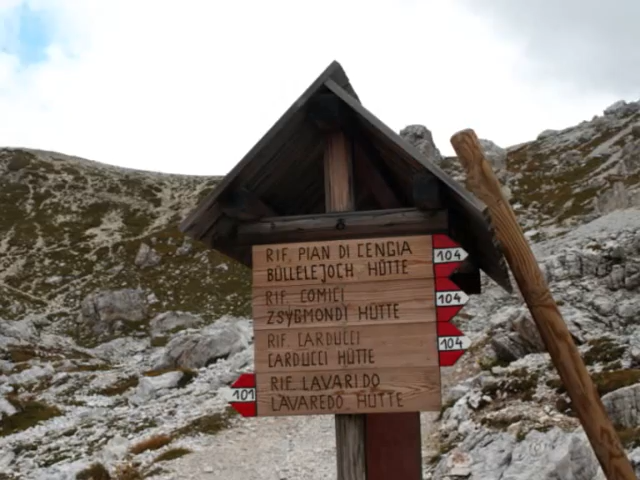 RIF. PIAN DI CENGIA 104
BÜLLELEJOCH HÜTTE
RIF. COMICI 104
ZSYGMONDI HÜTTE
RIF. CARDUCCI 104
CARDUCCI HÜTTE
101 RIF. LAVARIDO
LAVAREDO HÜTTE